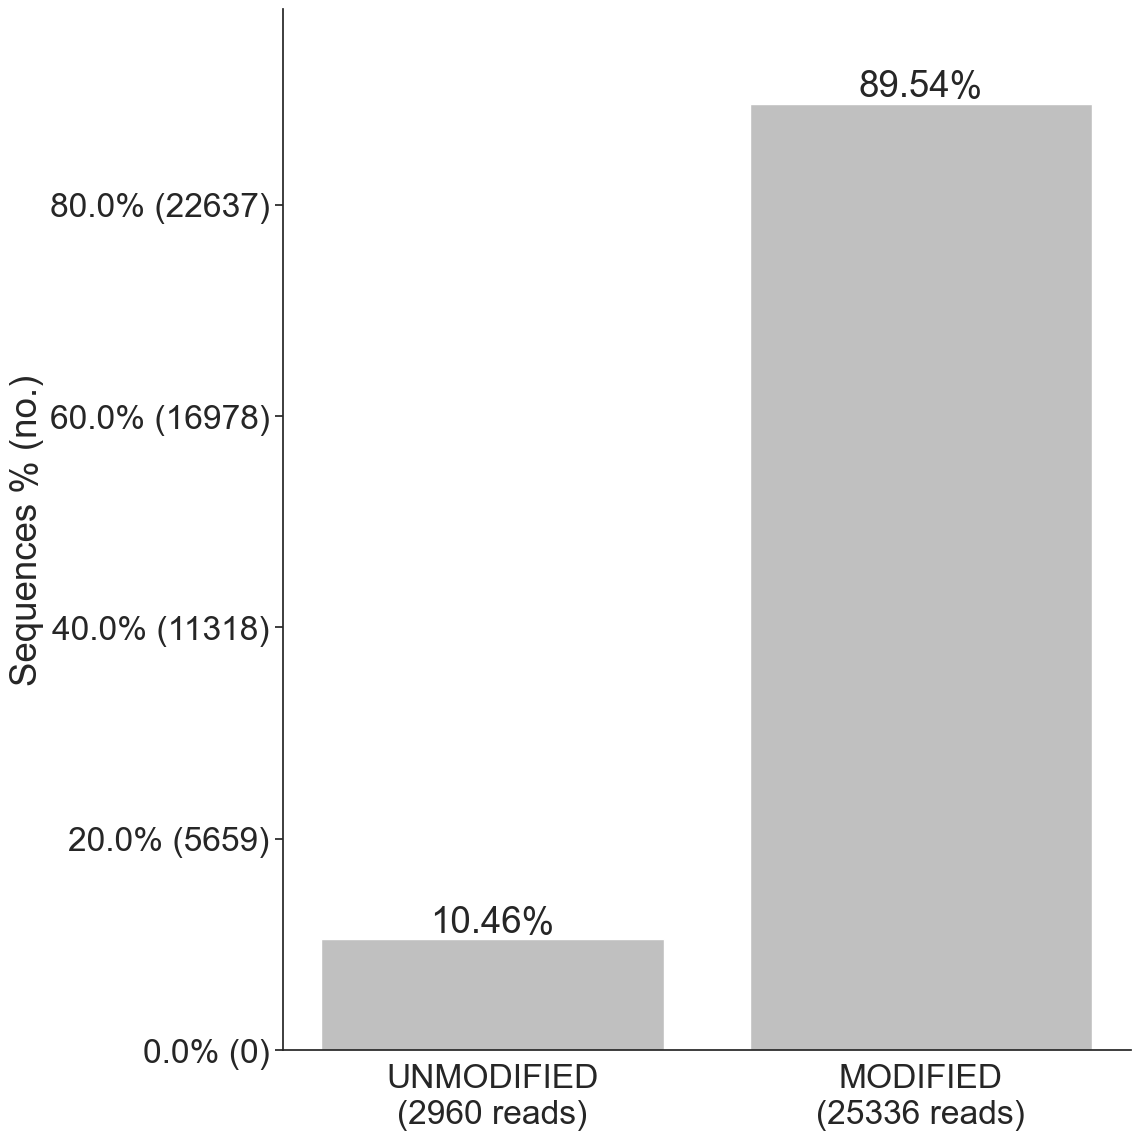 89.54%
80.0% (22637)
60.0% (16978)
Sequences % (no.)
40.0% (11318)
20.0% (5659)
10.46%
0.0% (0)
UNMODIFIED
(2960 reads)
MODIFIED
(25336 reads)